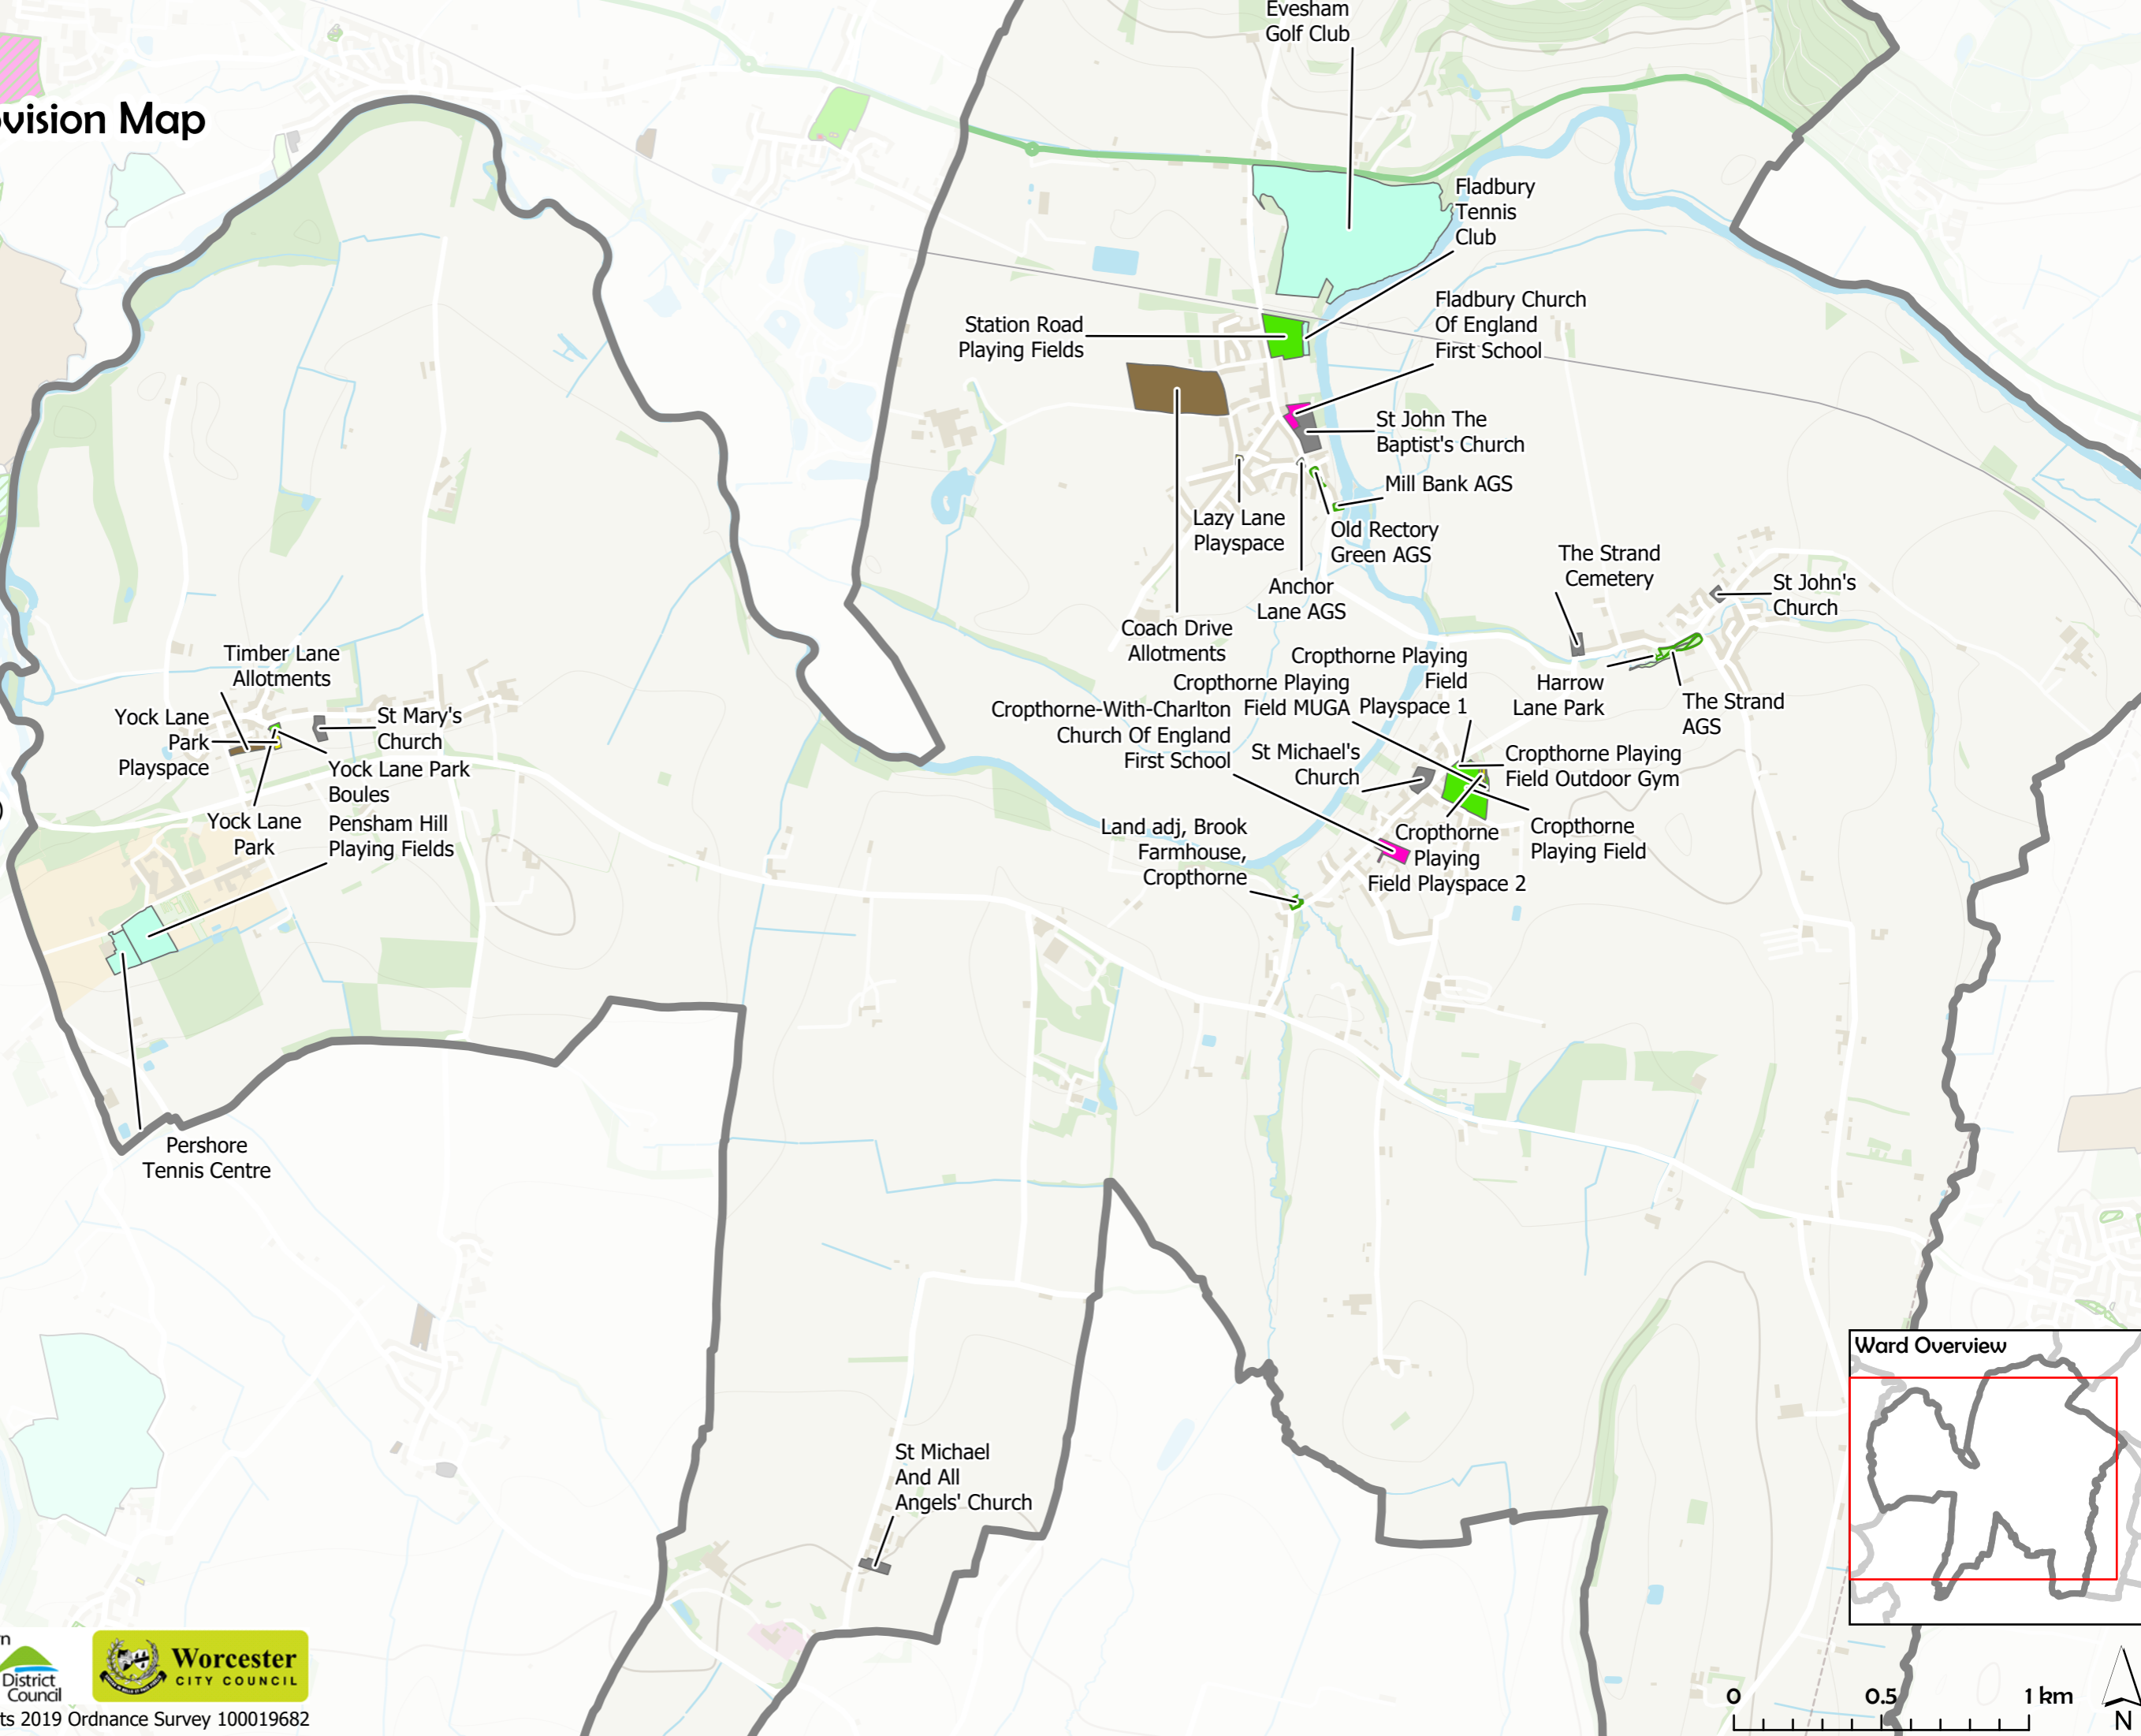 Map
Evesham
Golf Club
Fladbury
Tennis
Club
Station Road
Playing Fields
Fladbury Church
Of England
First School
St John The
Baptist's Church
Mill Bank AGS
Lazy Lane
Playspace
Old Rectory
Green AGS
Anchor
Lane AGS
Coach Drive
Allotments
The Strand
Cemetery
St John's
Church
Harrow
Lane Park
The Strand
AGS
Cropthorne Playing
Field
Playspace 1
Cropthorne Playing
Field MUGA
Cropthorne-With-Charlton
Church Of England
First School
St Michael's
Church
Cropthorne Playing
Field Outdoor Gym
Cropthorne
Playing Field
Cropthorne
Playing
Field Playspace 2
Land adj, Brook
Farmhouse,
Cropthorne
Timber Lane
Allotments
Yock Lane
Park
Playspace
St Mary's
Church
Yock Lane Park
Boules
Yock Lane
Park
Pensham Hill
Playing Fields
Pershore
Tennis Centre
St Michael
And All
Angels' Church
Ward Overview
0 0.5 1 km
N
District
Council
Worcester
CITY COUNCIL
2019 Ordnance Survey 100019682